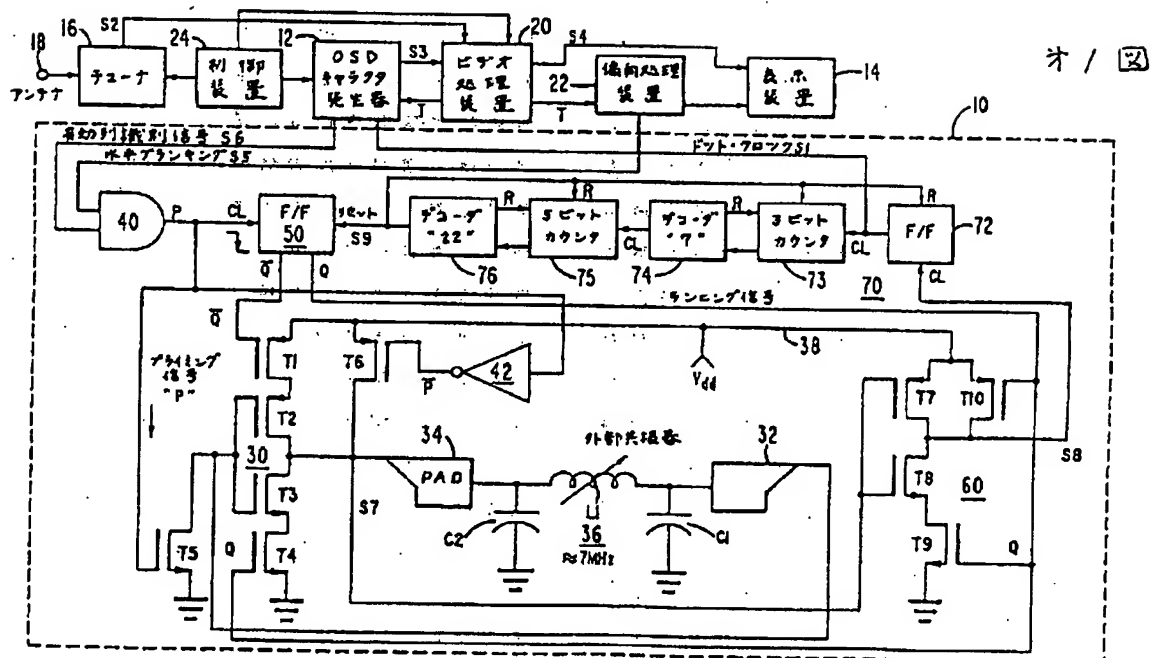 才 1 図
16
S2
24
12
20
S4
18
アンテナ
チューナ
制御
装置
OSD
キャラクタ
発生器
S3
ビデオ
処理
装置
22
偏向処理
装置
表示
装置
14
T
T
10
有効列識別信号 S6
水平ブランキング S5
ドット・クロック S1
40
P
CL
F/F
50
リセット
S9
デコーダ
"22"
76
R
R
5ビット
カウンタ
75
CL
デコーダ
"7"
74
R
3ビット
カウンタ
73
CL
R
F/F
72
CL
Q̄
Q
ランニング信号
70
Q̄
38
プライミング
信号
"P"
T1
T6
P̄
42
Vdd
T7
T10
T2
30
34
PAD
外部共振器
32
S8
T3
S7
T8
60
C2
L1
36
≈7MHz
C1
T5
Q
T4
T9
Q